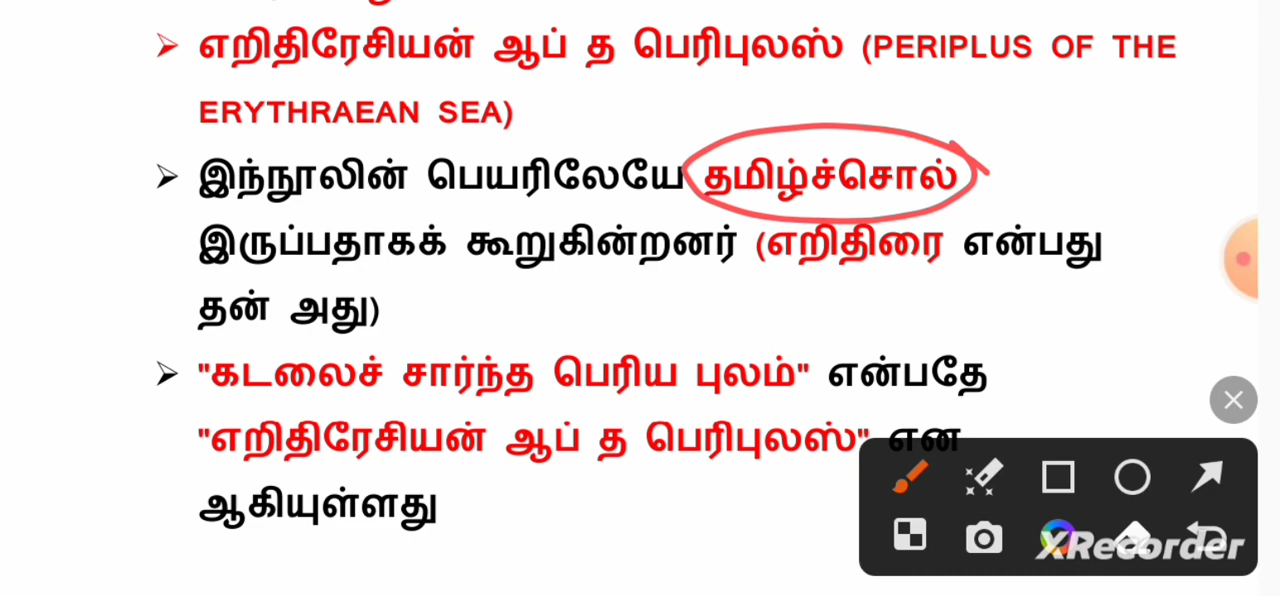 ➢ எறிதிரேசியன் ஆப் த பெரிபுலஸ் (PERIPLUS OF THE
ERYTHRAEAN SEA)
➢ இந்நூலின் பெயரிலேயே தமிழ்ச்சொல்
இருப்பதாகக் கூறுகின்றனர் (எறிதிரை என்பது
தன் அது)
➢ "கடலைச் சார்ந்த பெரிய புலம்" என்பதே
"எறிதிரேசியன் ஆப் த பெரிபுலஸ்" என
ஆகியுள்ளது
XRecorder